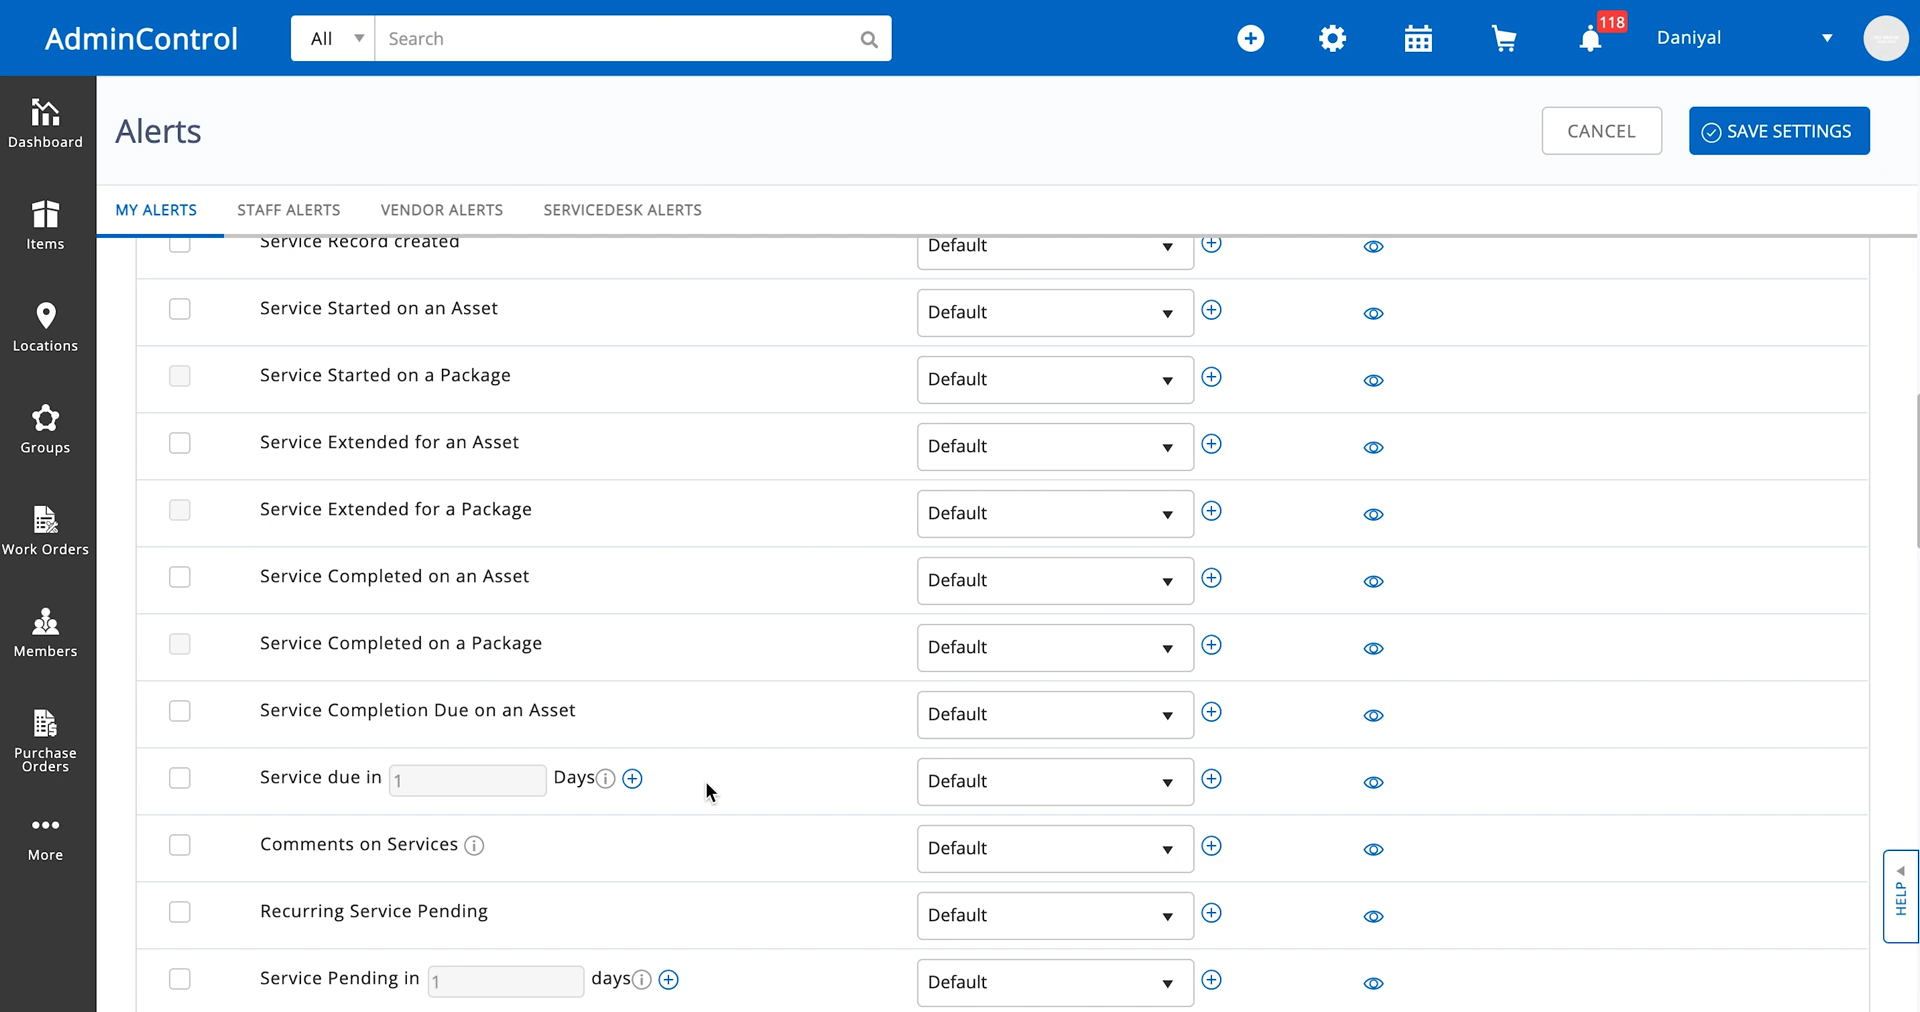 AdminControl
All
Search
118
Daniyal
Dashboard
Items
Locations
Groups
Work Orders
Members
Purchase
Orders
More
Alerts
CANCEL
SAVE SETTINGS
MY ALERTS
STAFF ALERTS
VENDOR ALERTS
SERVICEDESK ALERTS
Service Record created
Default
Service Started on an Asset
Default
Service Started on a Package
Default
Service Extended for an Asset
Default
Service Extended for a Package
Default
Service Completed on an Asset
Default
Service Completed on a Package
Default
Service Completion Due on an Asset
Default
Service due in 1 Days
Default
Comments on Services
Default
Recurring Service Pending
Default
Service Pending in 1 days
Default
HELP